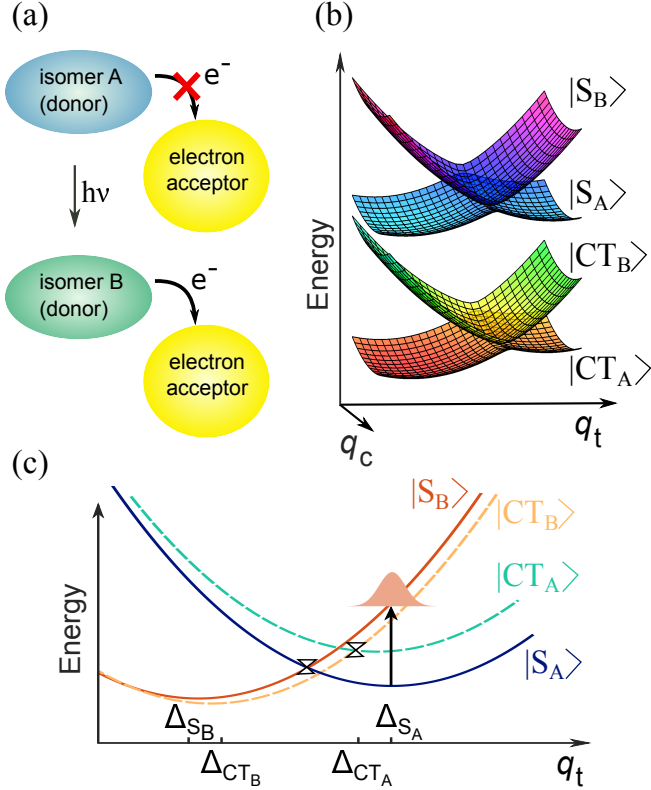 (a)
isomer A
(donor)
e⁻
electron
acceptor
hν
isomer B
(donor)
e⁻
electron
acceptor
(b)
Energy
|S_B⟩
|S_A⟩
|CT_B⟩
|CT_A⟩
q_t
q_c
(c)
Energy
|S_B⟩
|CT_B⟩
|CT_A⟩
|S_A⟩
Δ_S_B
Δ_S_A
Δ_CT_B
Δ_CT_A
q_t